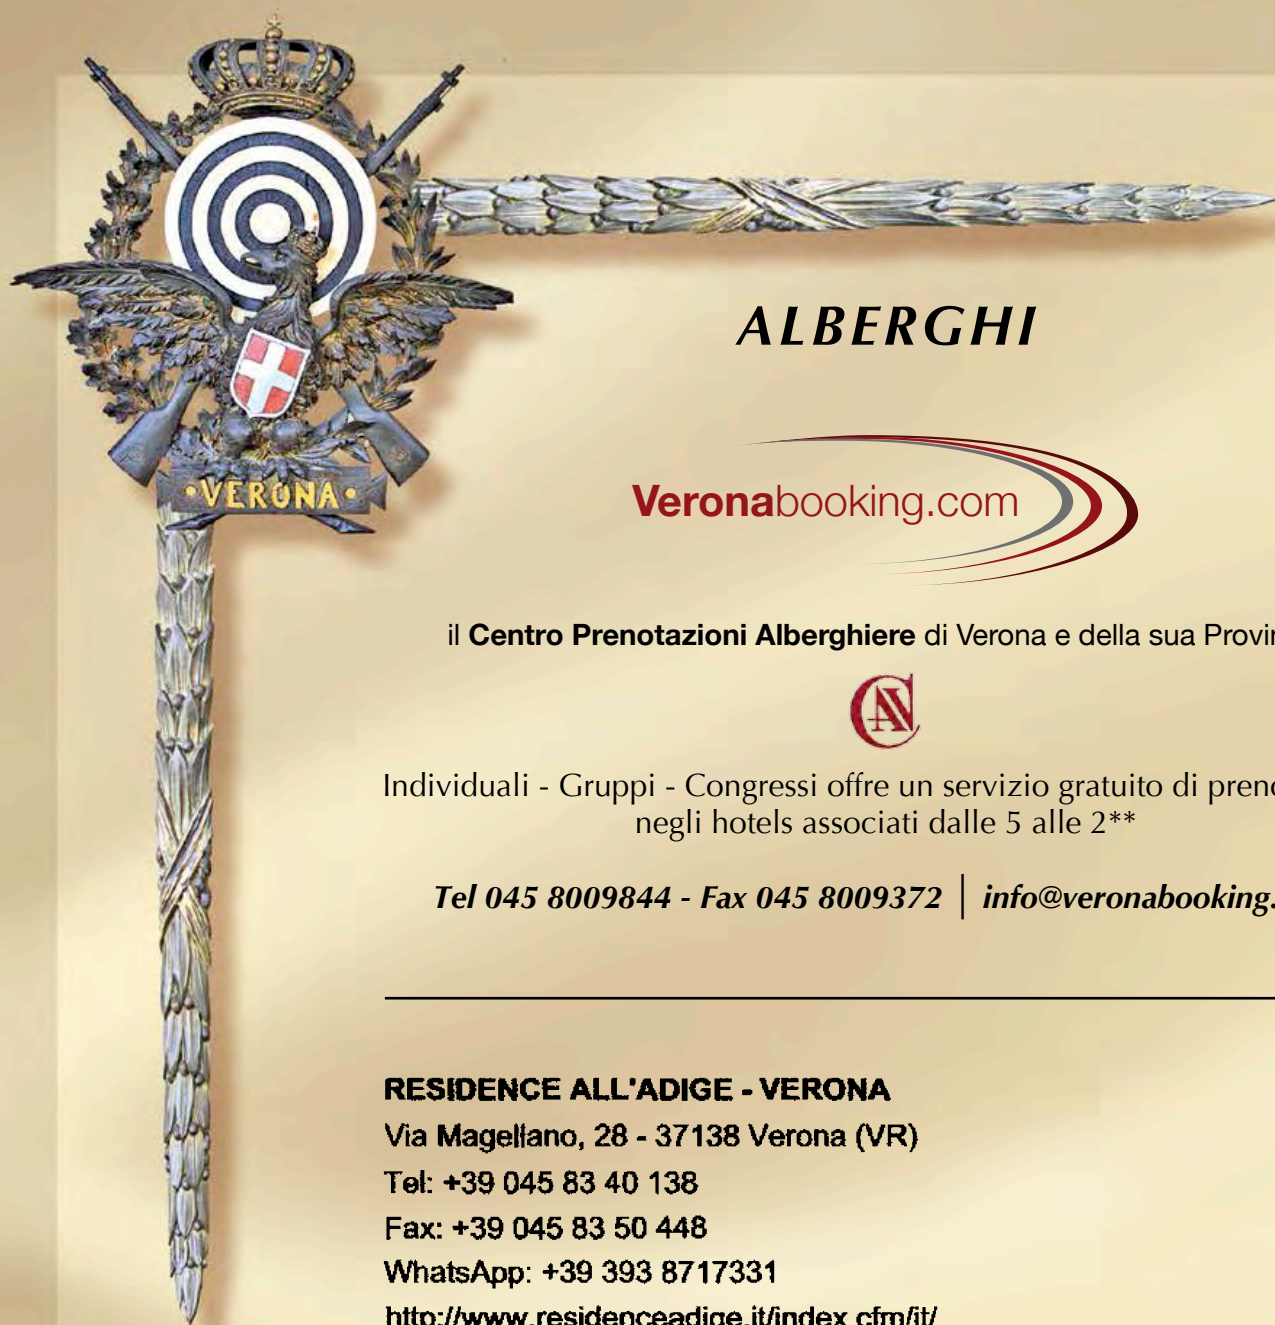 ·VERONA·
ALBERGHI
Veronabooking.com
il Centro Prenotazioni Alberghiere di Verona e della sua
Individuali - Gruppi - Congressi offre un servizio gratuito di
negli hotels associati dalle 5 alle 2**
Tel 045 8009844 - Fax 045 8009372 | info@veronabooking.
RESIDENCE ALL'ADIGE - VERONA
Via Magellano, 28 - 37138 Verona (VR)
Tel: +39 045 83 40 138
Fax: +39 045 83 50 448
WhatsApp: +39 393 8717331
http://www.residenceadige.it/index.cfm/it/